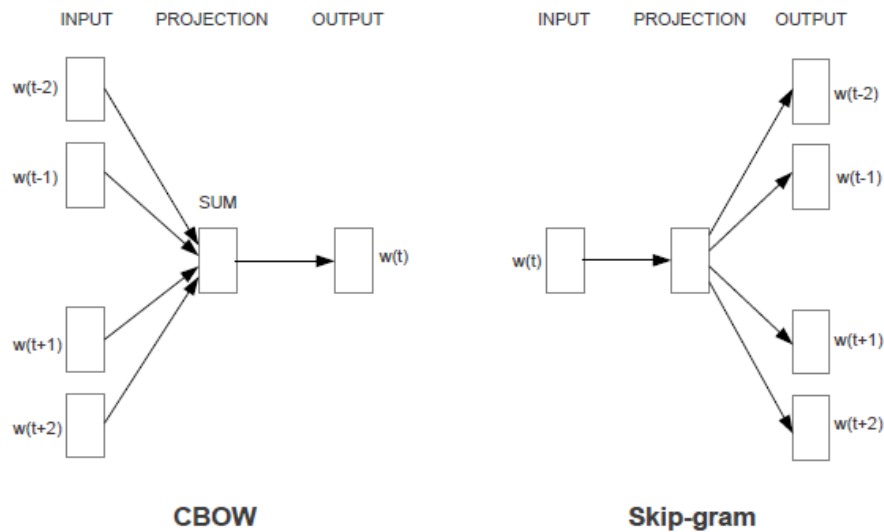 INPUT PROJECTION OUTPUT
w(t-2)
w(t-1)
SUM
w(t)
w(t+1)
w(t+2)
CBOW
INPUT PROJECTION OUTPUT
w(t-2)
w(t-1)
w(t)
w(t+1)
w(t+2)
Skip-gram